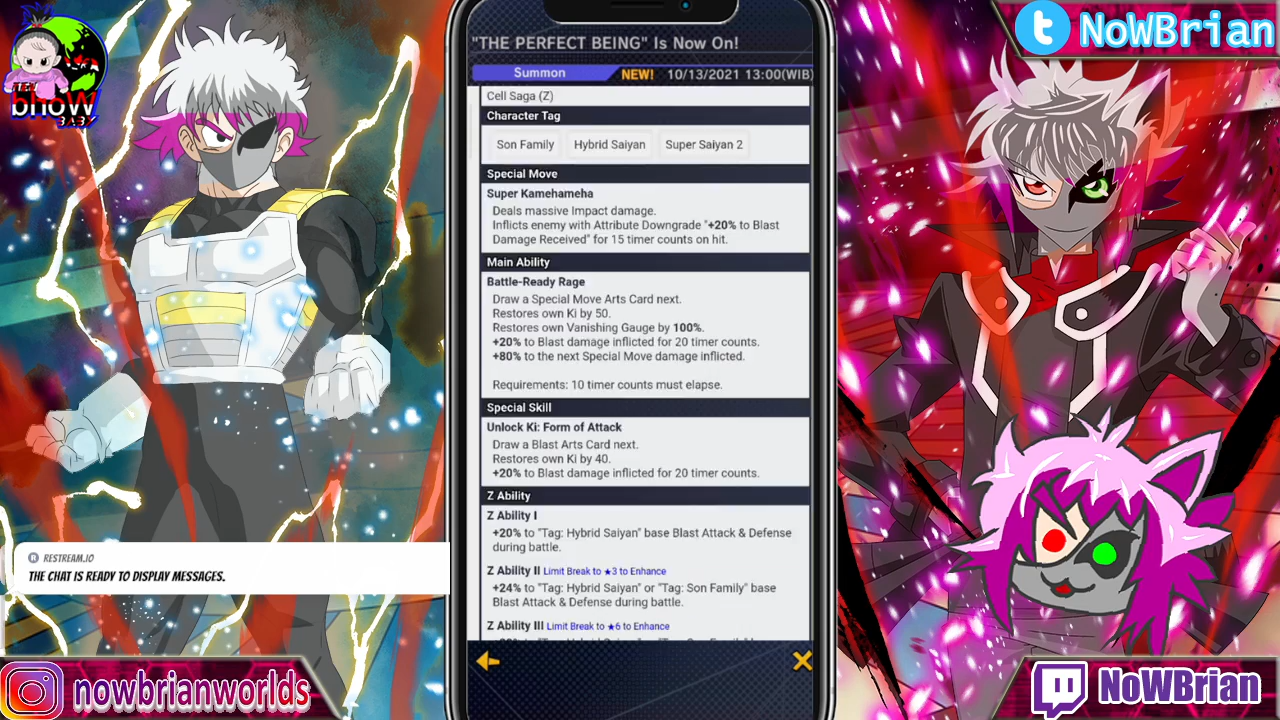 "THE PERFECT BEING" Is Now On!
Summon
NEW!
10/13/2021 13:00(WIB)
Cell Saga (Z)
Character Tag
Son Family
Hybrid Saiyan
Super Saiyan 2
Special Move
Super Kamehameha
Deals massive Impact damage.
Inflicts enemy with Attribute Downgrade "+20% to Blast
Damage Received" for 15 timer counts on hit.
Main Ability
Battle-Ready Rage
Draw a Special Move Arts Card next.
Restores own Ki by 50.
Restores own Vanishing Gauge by 100%.
+20% to Blast damage inflicted for 20 timer counts.
+80% to the next Special Move damage inflicted.
Requirements: 10 timer counts must elapse.
Special Skill
Unlock Ki: Form of Attack
Draw a Blast Arts Card next.
Restores own Ki by 40.
+20% to Blast damage inflicted for 20 timer counts.
Z Ability
Z Ability I
+20% to "Tag: Hybrid Saiyan" base Blast Attack & Defense
during battle.
Z Ability II Limit Break to ★3 to Enhance
+24% to "Tag: Hybrid Saiyan" or "Tag: Son Family" base
Blast Attack & Defense during battle.
Z Ability III Limit Break to ★6 to Enhance
BABY
R RESTREAM.IO
THE CHAT IS READY TO DISPLAY MESSAGES.
nowbrianworlds
NoWBrian
NoWBrian